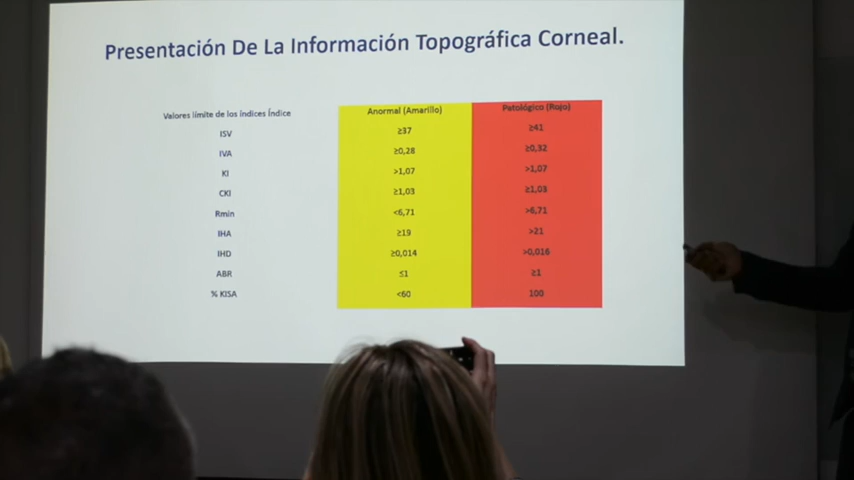 Presentación De La Información Topográfica Corneal.
Valores límite de los índices Índice Anormal (Amarillo) Patológico (Rojo)
ISV ≥37 ≥41
IVA ≥0,28 ≥0,32
KI >1,07 >1,07
CKI ≥1,03 ≥1,03
Rmin <6,71 >6,71
IHA ≥19 >21
IHD ≥0,014 >0,016
ABR ≤1 ≥1
% KISA <60 100